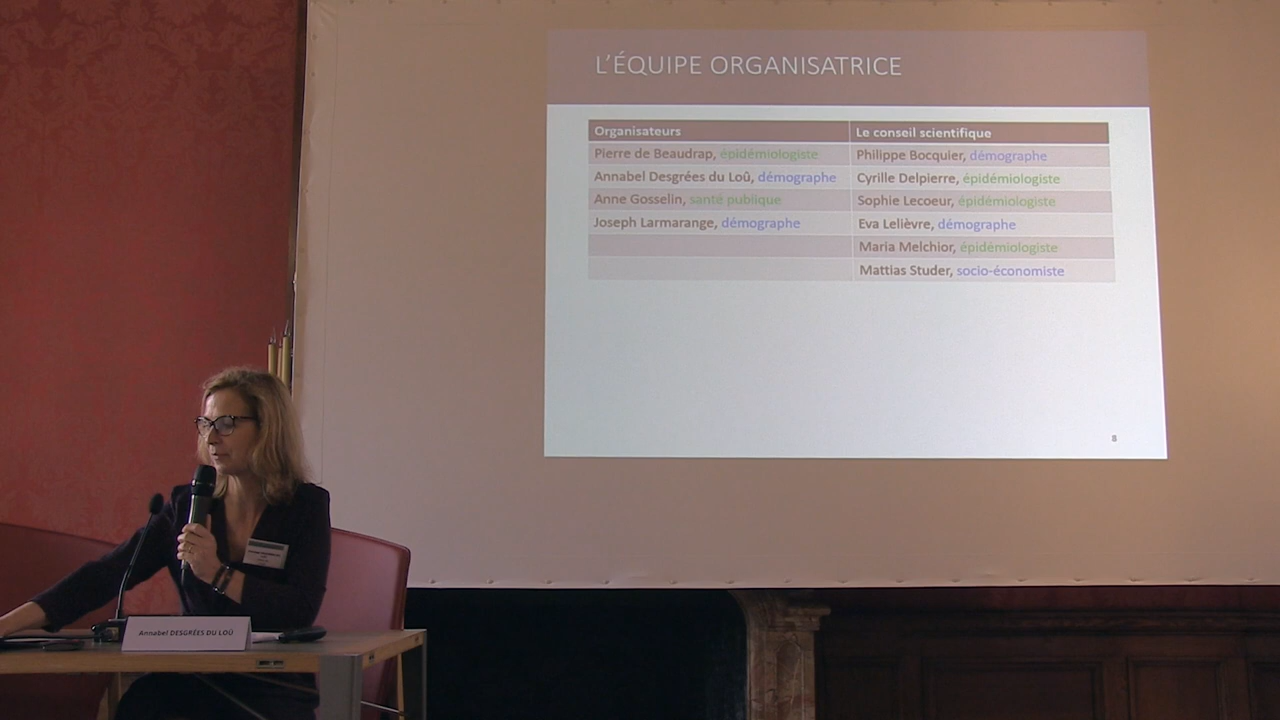 L'ÉQUIPE ORGANISATRICE
Organisateurs
Le conseil scientifique
Pierre de Beaudrap, épidémiologiste
Philippe Bocquier, démographe
Annabel Desgrées du Loû, démographe
Cyrille Delpierre, épidémiologiste
Anne Gosselin, santé publique
Sophie Lecoeur, épidémiologiste
Joseph Larmarange, démographe
Eva Lelièvre, démographe
Maria Melchior, épidémiologiste
Mattias Studer, socio-économiste
8
Annabel DESGRÉES DU LOÛ